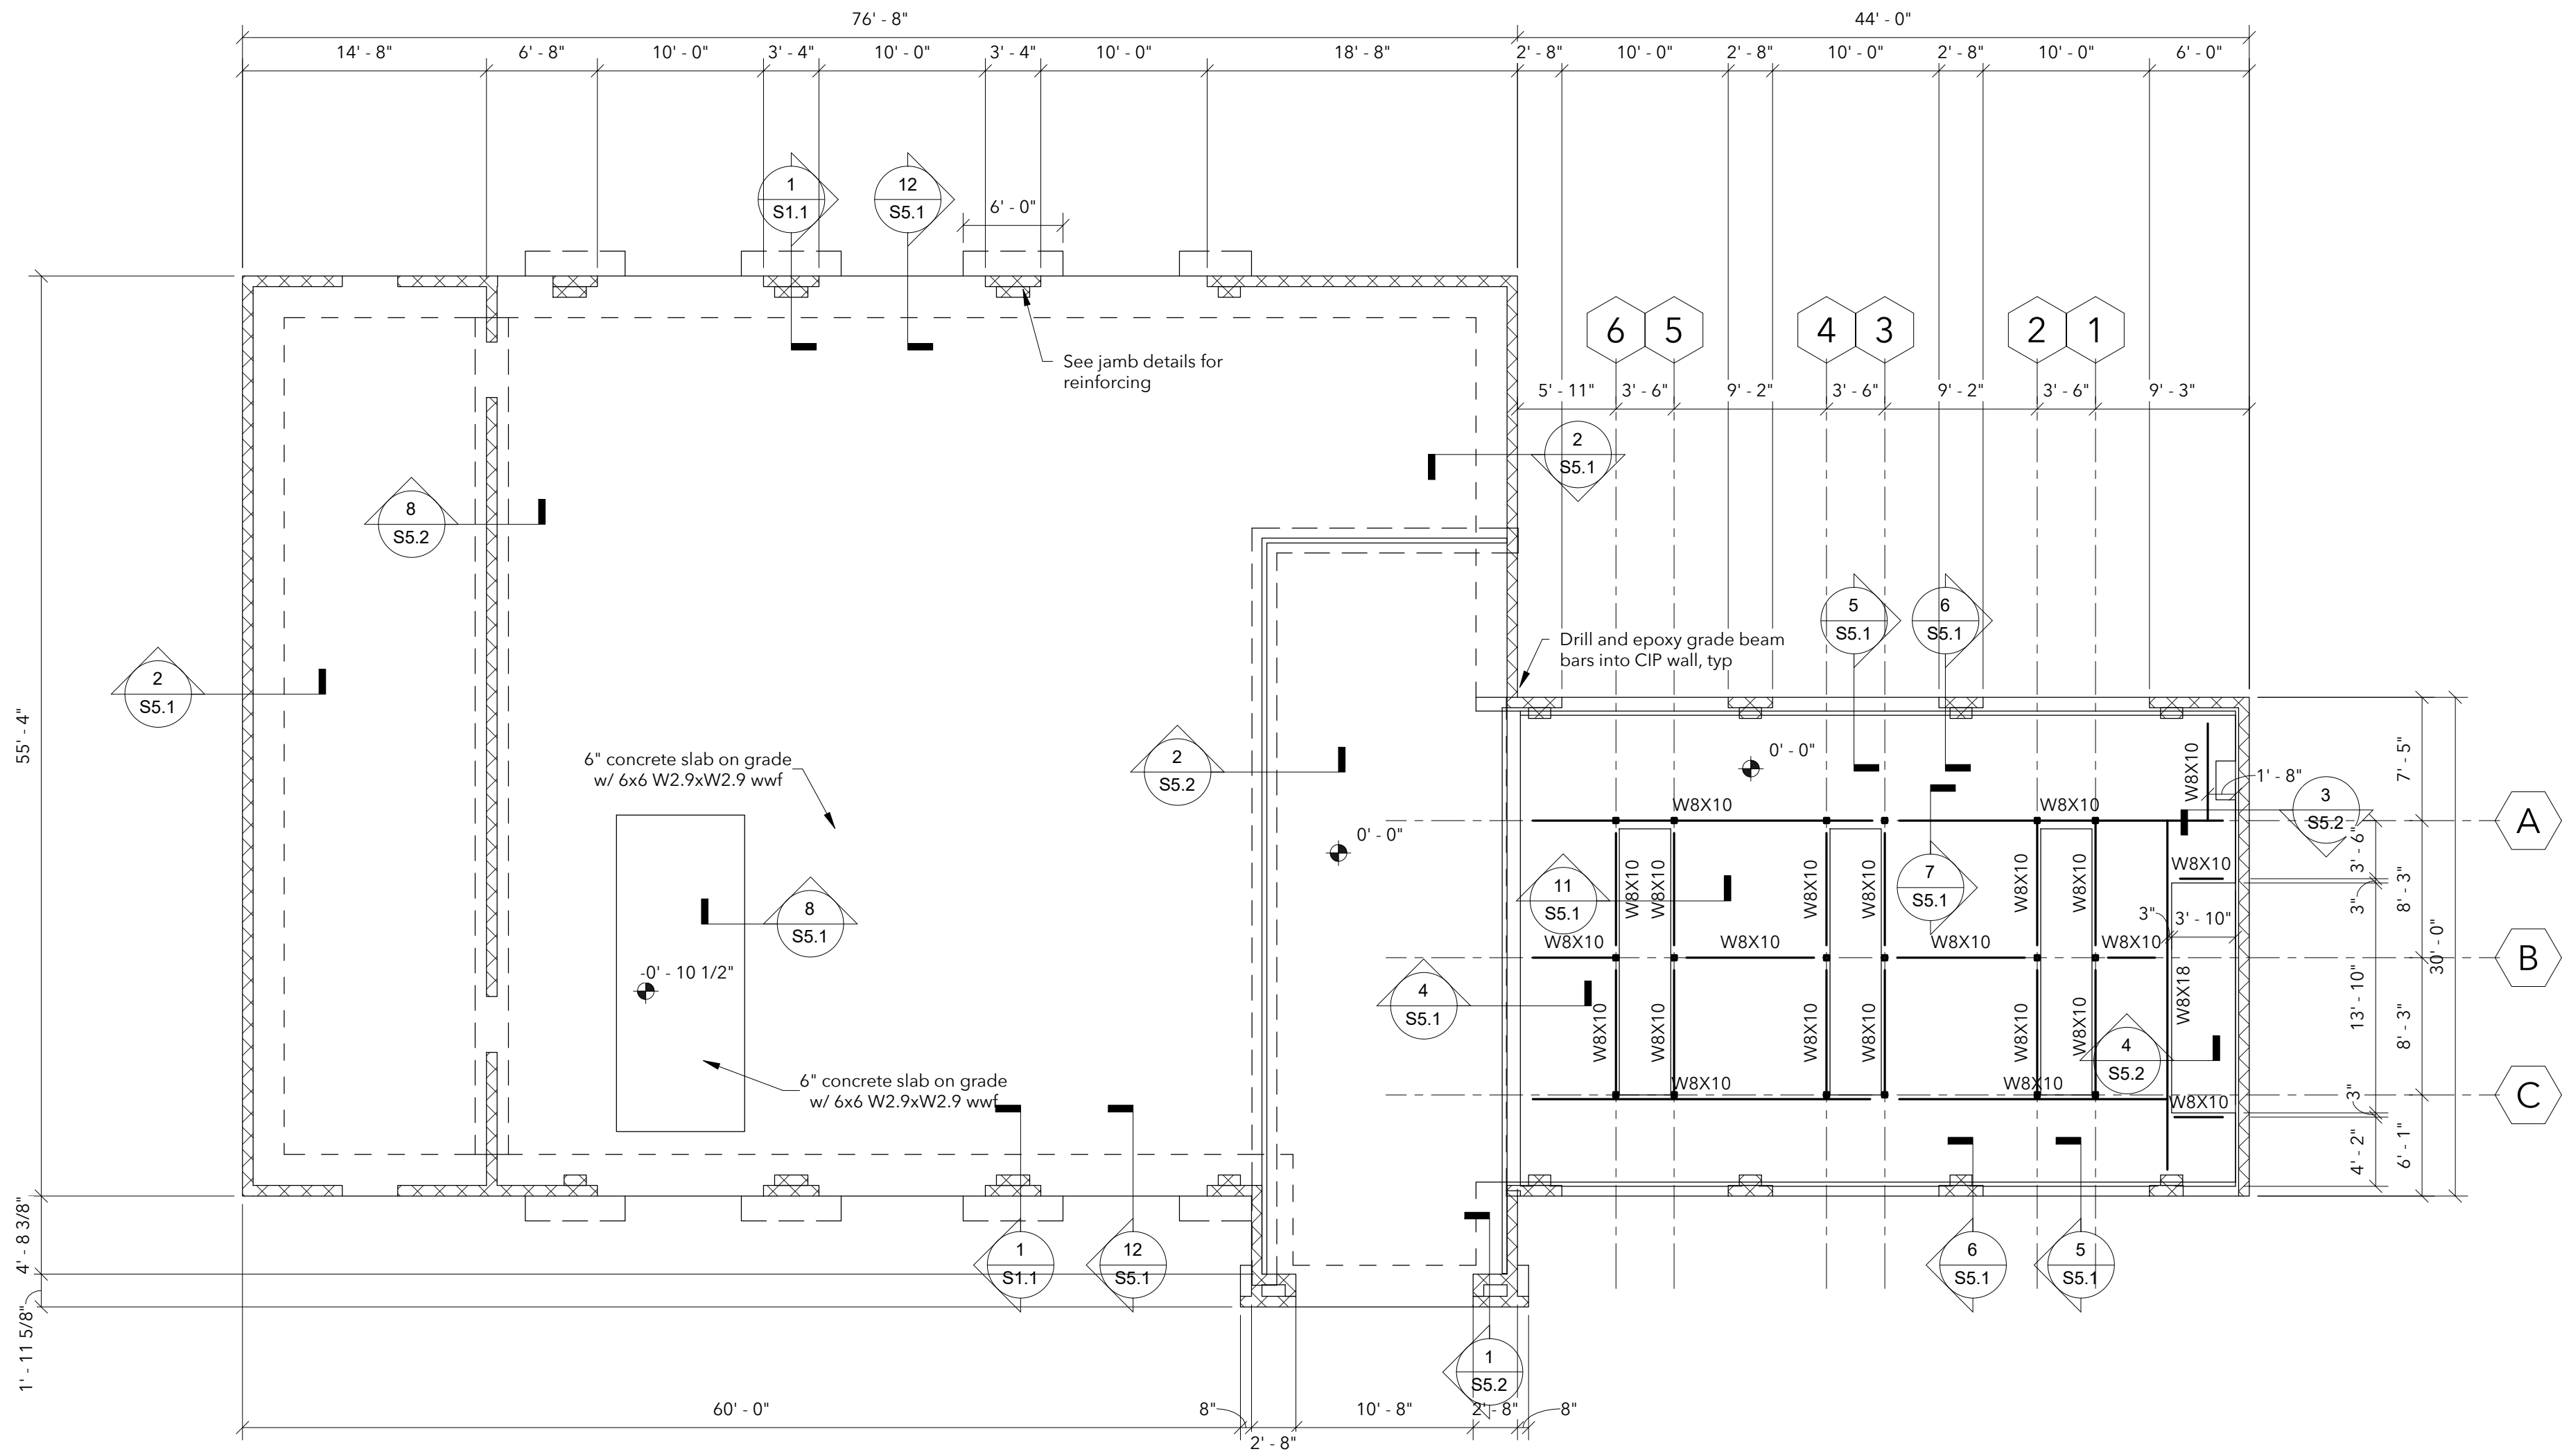 76' - 8"
44' - 0"
14' - 8"
6' - 8"
10' - 0"
3' - 4"
10' - 0"
3' - 4"
10' - 0"
18' - 8"
2' - 8"
10' - 0"
2' - 8"
10' - 0"
2' - 8"
10' - 0"
6' - 0"
1
S1.1
12
S5.1
6' - 0"
See jamb details for
reinforcing
6
5
4
3
2
1
5' - 11"
3' - 6"
9' - 2"
3' - 6"
9' - 2"
3' - 6"
9' - 3"
2
S5.1
8
S5.2
5
S5.1
6
S5.1
Drill and epoxy grade beam
bars into CIP wall, typ
2
S5.1
55' - 4"
6" concrete slab on grade
w/ 6x6 W2.9xW2.9 wwf
2
S5.2
0' - 0"
0' - 0"
W8X10
1' - 8"
7' - 5"
3
S5.2
W8X10
W8X10
A
3' - 6"
W8X10
11
S5.1
W8X10
W8X10
W8X10
W8X10
7
S5.1
W8X10
W8X10
3"
8' - 3"
8
S5.1
3"
3' - 10"
W8X10
W8X10
W8X10
W8X10
B
30' - 0"
-0' - 10 1/2"
4
S5.1
W8X10
W8X10
W8X10
W8X10
W8X10
W8X10
W8X18
13' - 10"
8' - 3"
4
S5.2
6" concrete slab on grade
w/ 6x6 W2.9xW2.9 wwf
W8X10
W8X10
W8X10
C
3"
4' - 2"
6' - 1"
4' - 8 3/8"
1
S1.1
12
S5.1
6
S5.1
5
S5.1
1' - 11 5/8"
1
S5.2
60' - 0"
8"
2' - 8"
10' - 8"
2' - 8"
8"